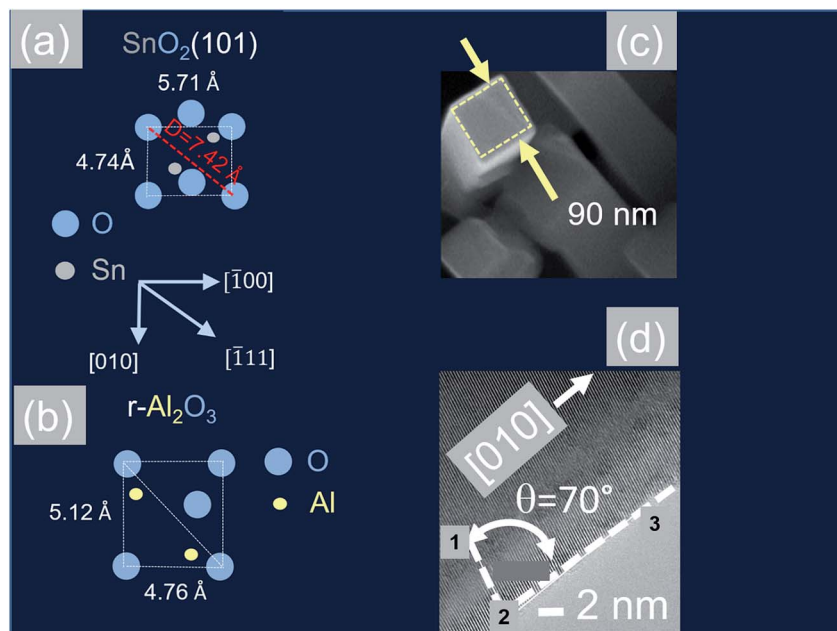 (a)
SnO₂(101)
5.71 Å
4.74Å
D=7.42 Å
O
Sn
[1̅00]
[010]
[1̅11]
(b)
r-Al₂O₃
5.12 Å
O
Al
4.76 Å
(c)
90 nm
(d)
[010]
θ=70°
1
3
2
2 nm